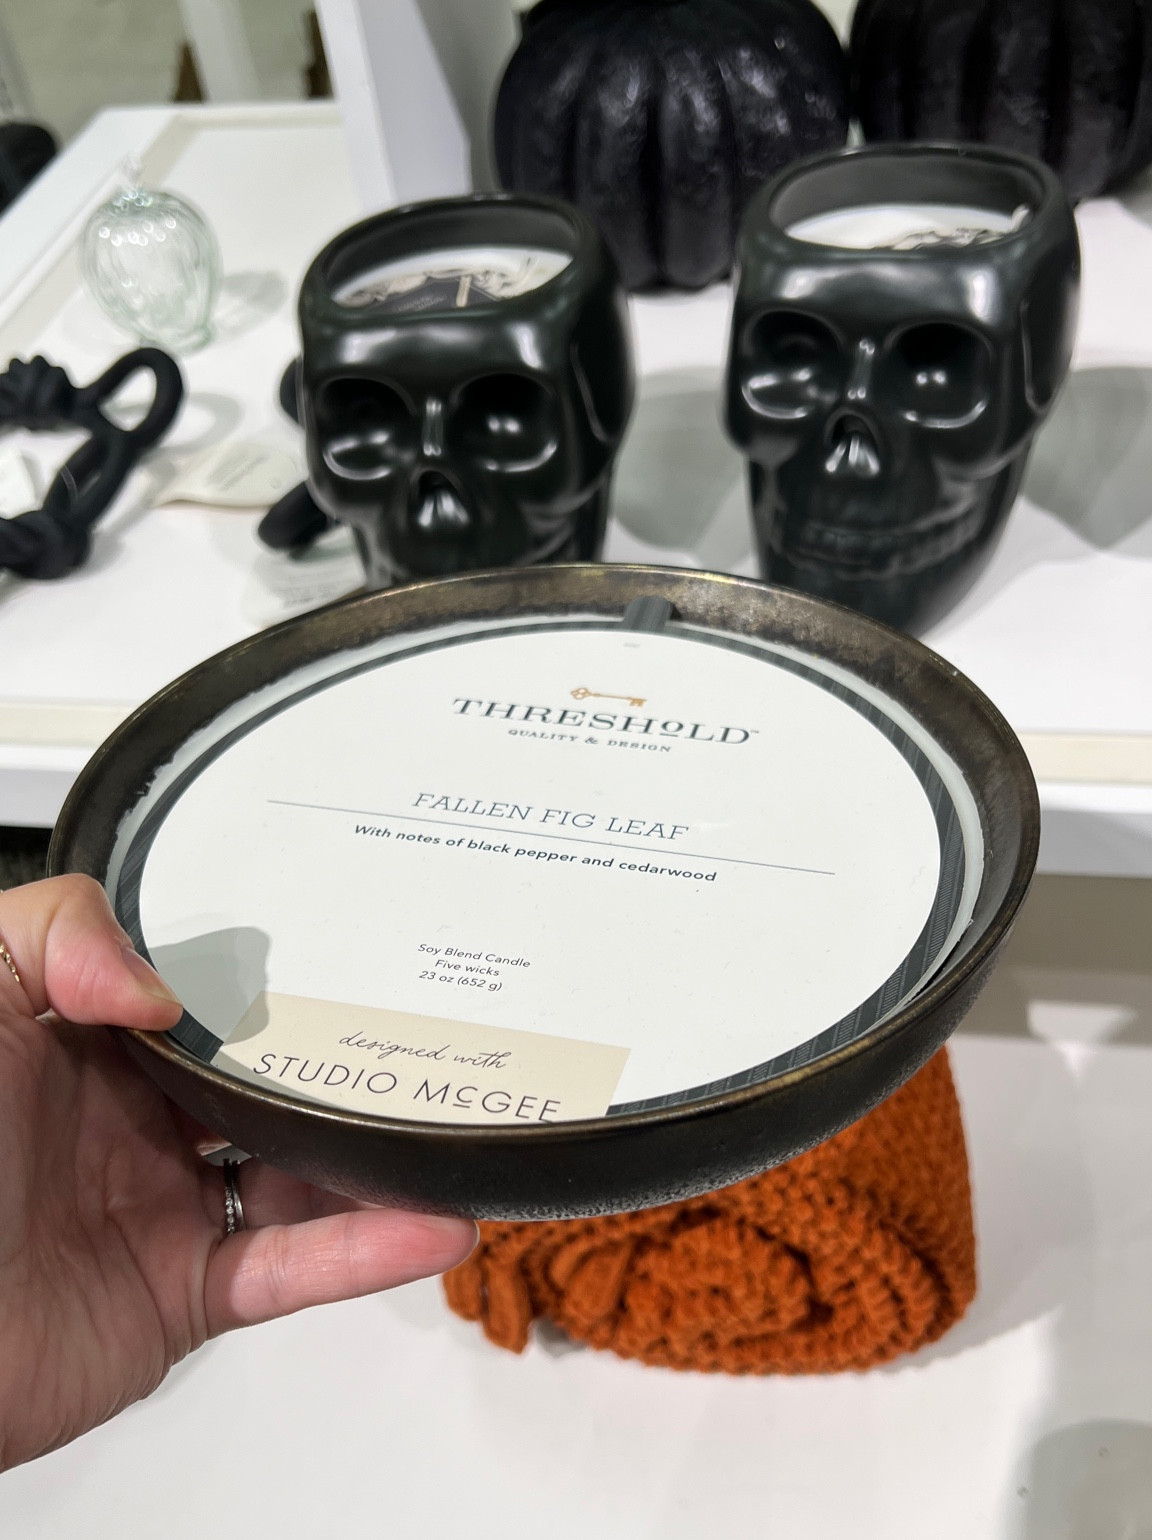 THRESHOLD™
QUALITY & DESIGN
FALLEN FIG LEAF
With notes of black pepper and cedarwood
Soy Blend Candle
Five wicks
23 oz (652 g)
designed with
STUDIO McGEE